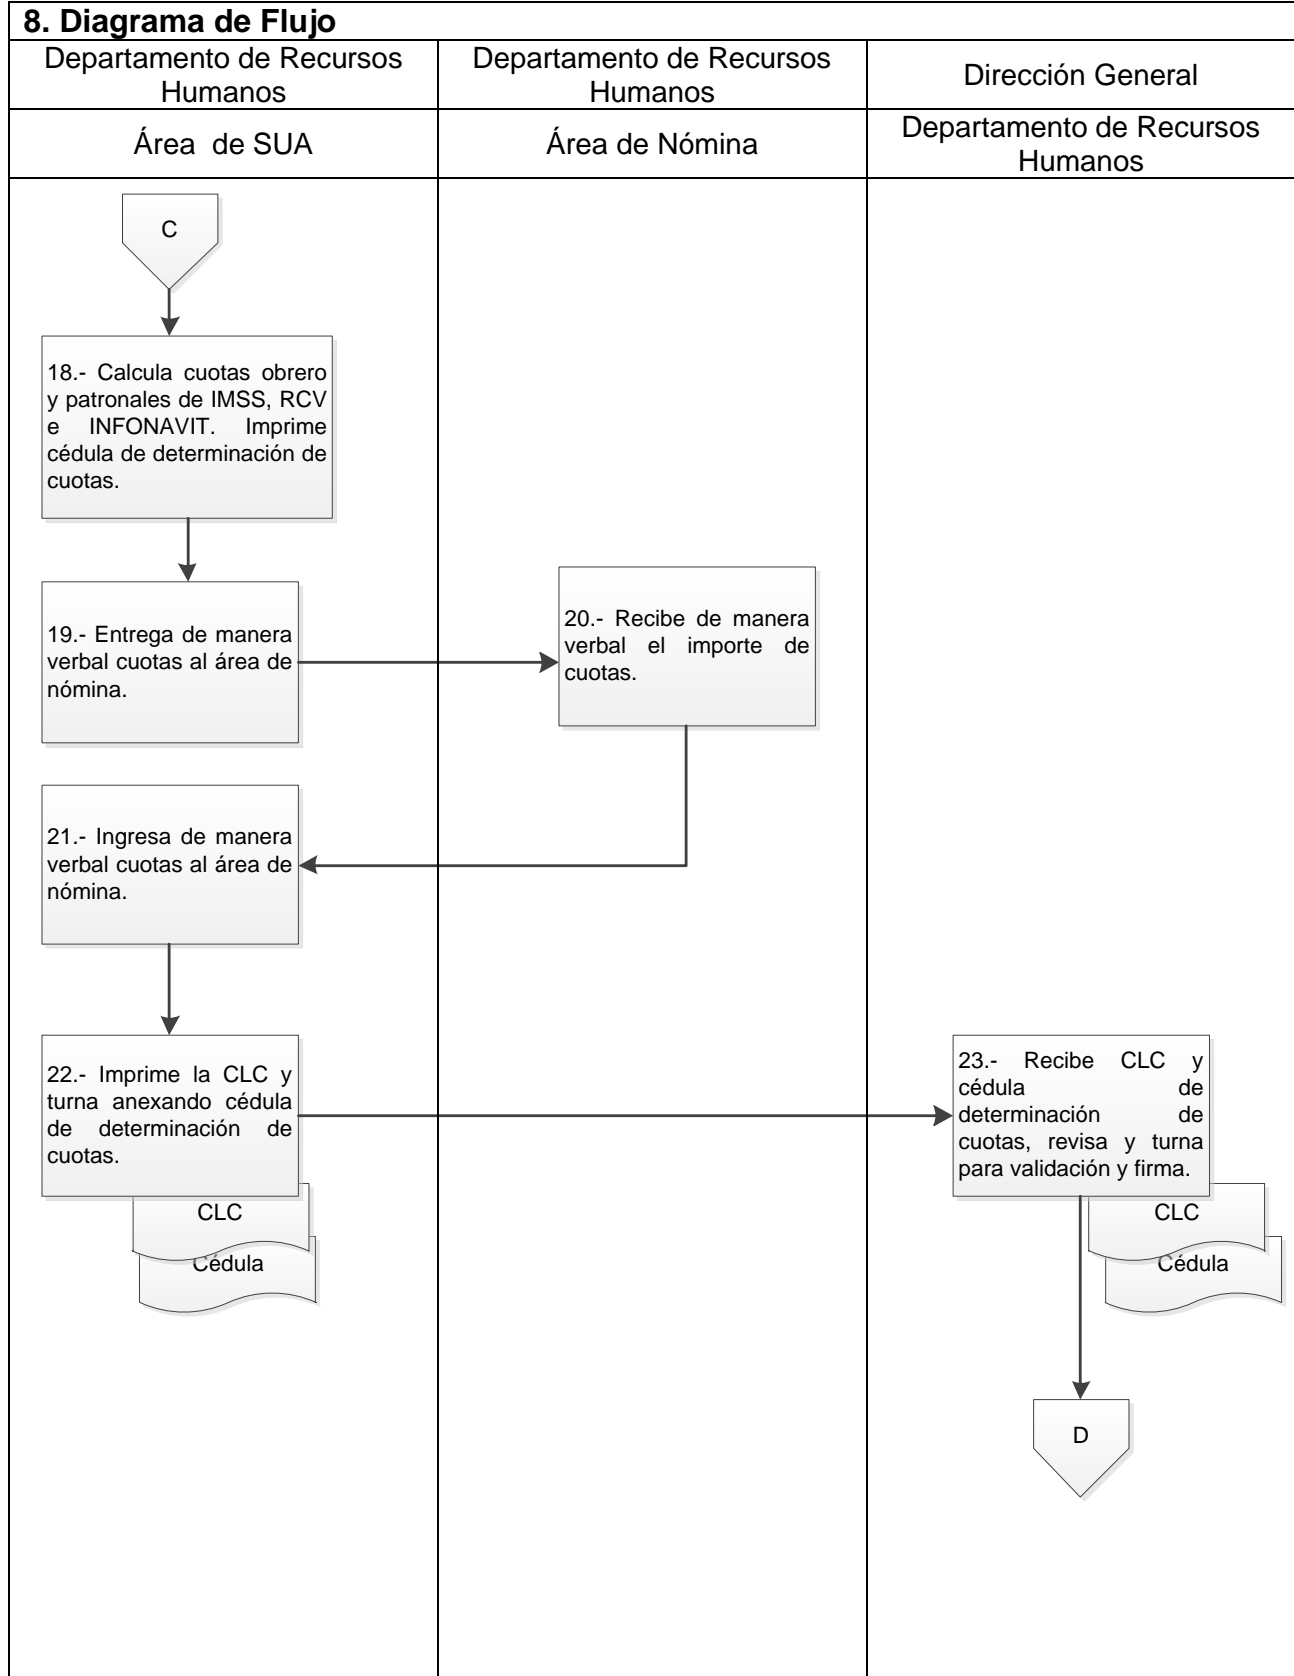 8. Diagrama de Flujo
Departamento de Recursos
Humanos
Departamento de Recursos
Humanos
Dirección General
Área de SUA
Área de Nómina
Departamento de Recursos
Humanos
C
18.- Calcula cuotas obrero
y patronales de IMSS, RCV
e INFONAVIT. Imprime
cédula de determinación de
cuotas.
19.- Entrega de manera
verbal cuotas al área de
nómina.
20.- Recibe de manera
verbal el importe de
cuotas.
21.- Ingresa de manera
verbal cuotas al área de
nómina.
22.- Imprime la CLC y
turna anexando cédula
de determinación de
cuotas.
CLC
Cédula
23.- Recibe CLC y
cédula de
determinación de
cuotas, revisa y turna
para validación y firma.
CLC
Cédula
D